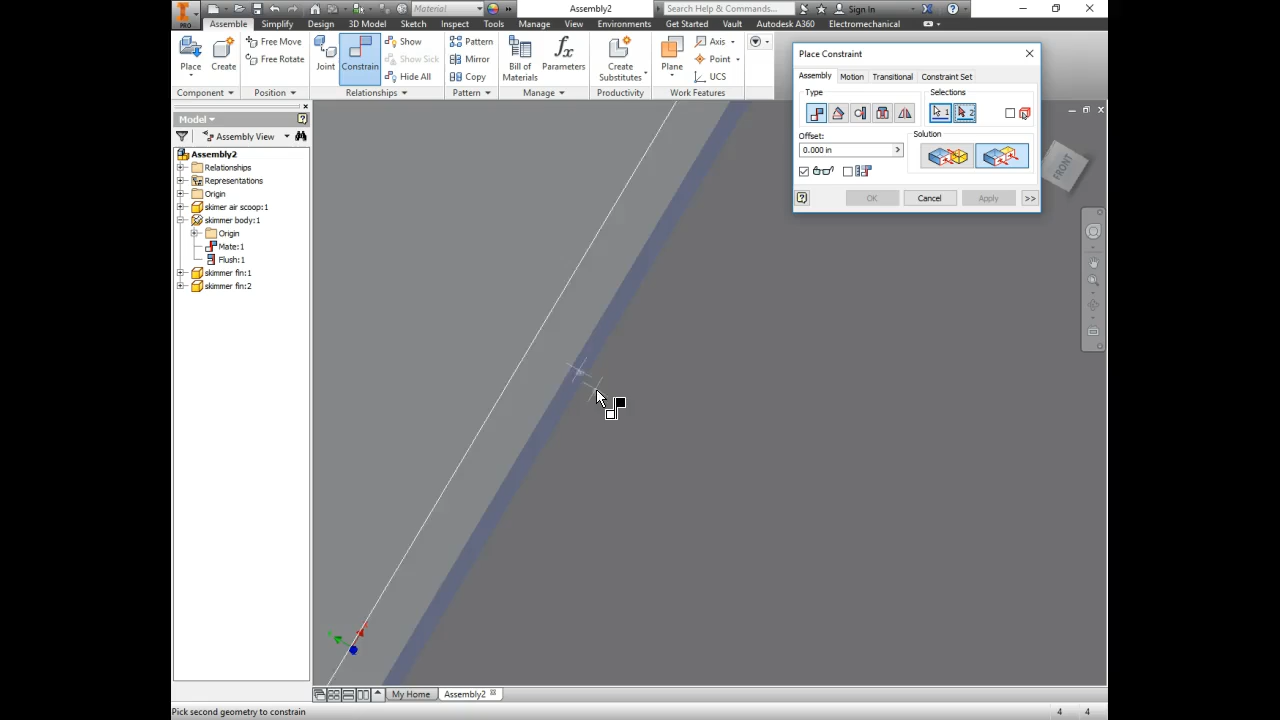 Material
Assembly2
Search Help & Commands...
Sign In
PRO
Assemble Simplify Design 3D Model Sketch Inspect Tools Manage View Environments Get Started Vault Autodesk A360 Electromechanical
Place
Create
Free Move
Free Rotate
Component
Position
Joint
Constrain
Show
Show Sick
Hide All
Relationships
Pattern
Mirror
Copy
Pattern
Bill of
Materials
Parameters
Manage
Create
Substitutes
Productivity
Plane
Axis
Point
UCS
Work Features
Place Constraint
Assembly Motion Transitional Constraint Set
Type
Selections
1
2
Offset:
0.000 in
Solution
OK Cancel Apply >>
FRONT
Model
Assembly View
Assembly2
Relationships
Representations
Origin
skimer air scoop:1
skimmer body:1
Origin
Mate:1
Flush:1
skimmer fin:1
skimmer fin:2
My Home
Assembly2
Pick second geometry to constrain
4 4